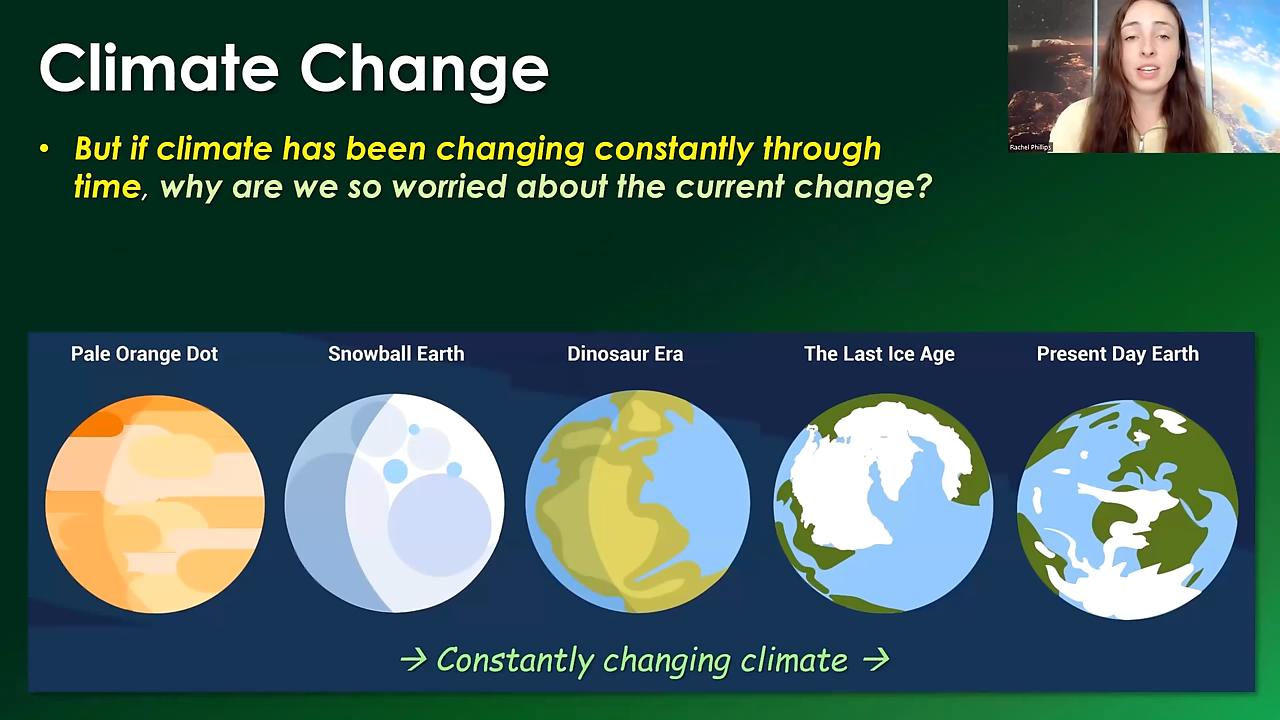 Climate Change
• But if climate has been changing constantly through
time, why are we so worried about the current change?
Rachel Phillips
Pale Orange Dot
Snowball Earth
Dinosaur Era
The Last Ice Age
Present Day Earth
→ Constantly changing climate →